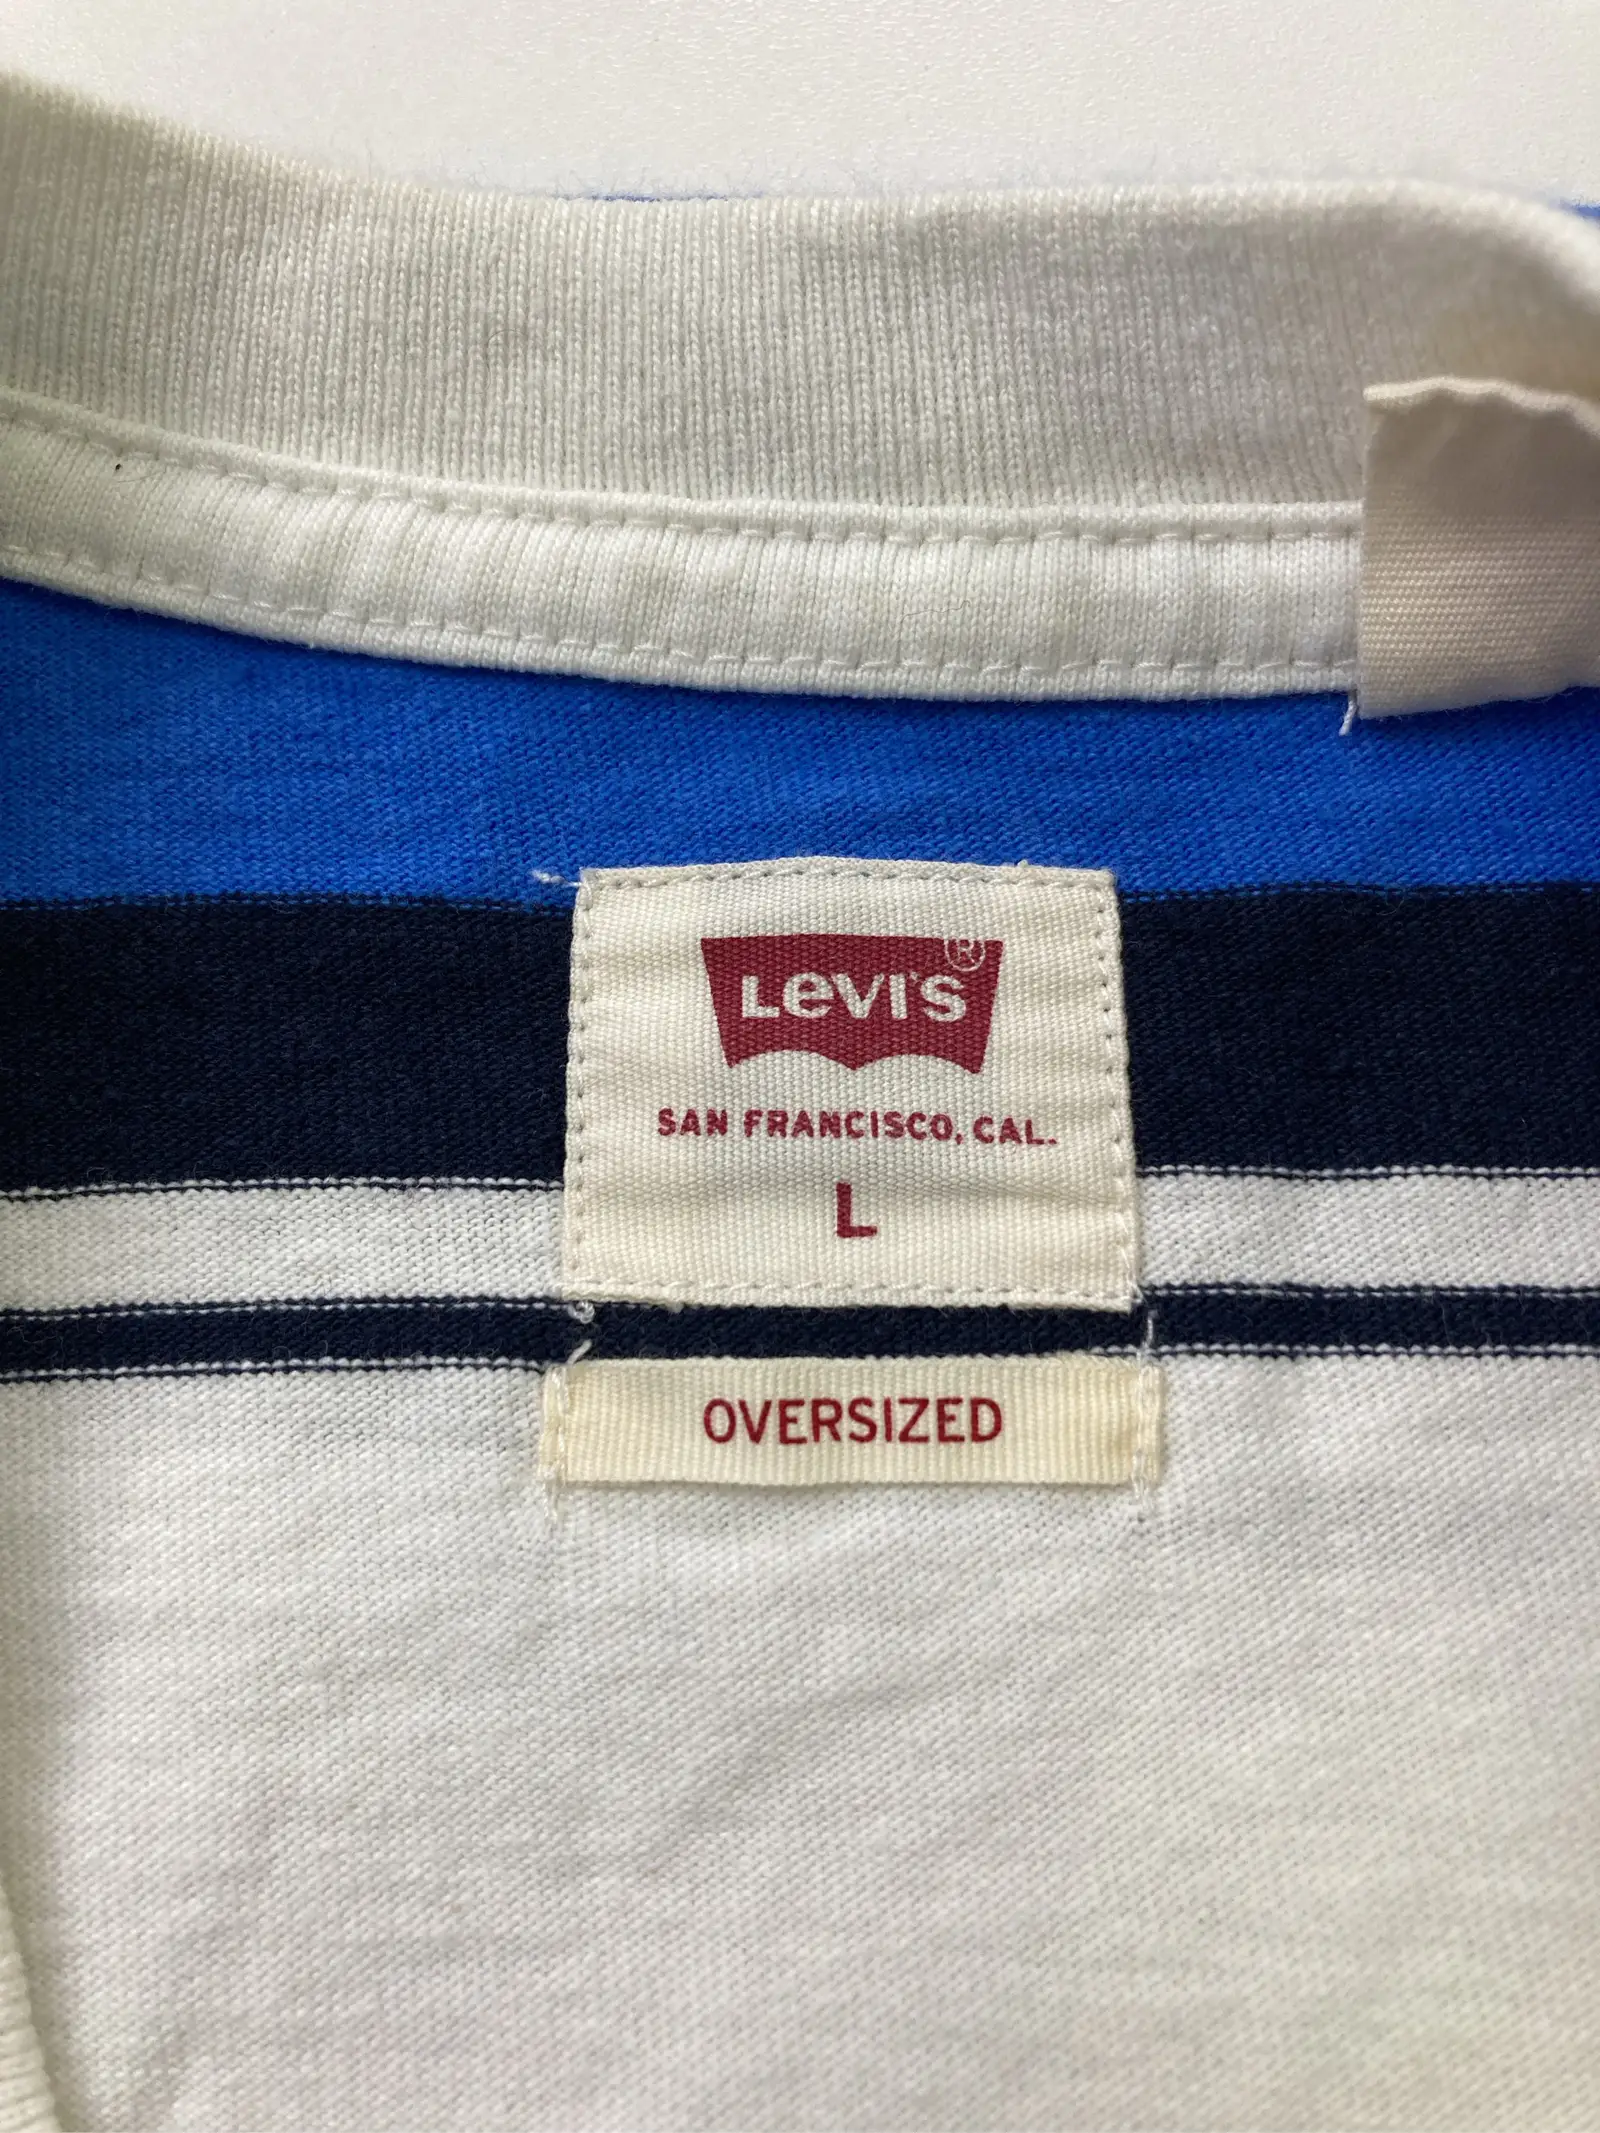 LEVI'S®
SAN FRANCISCO, CAL.
L
OVERSIZED